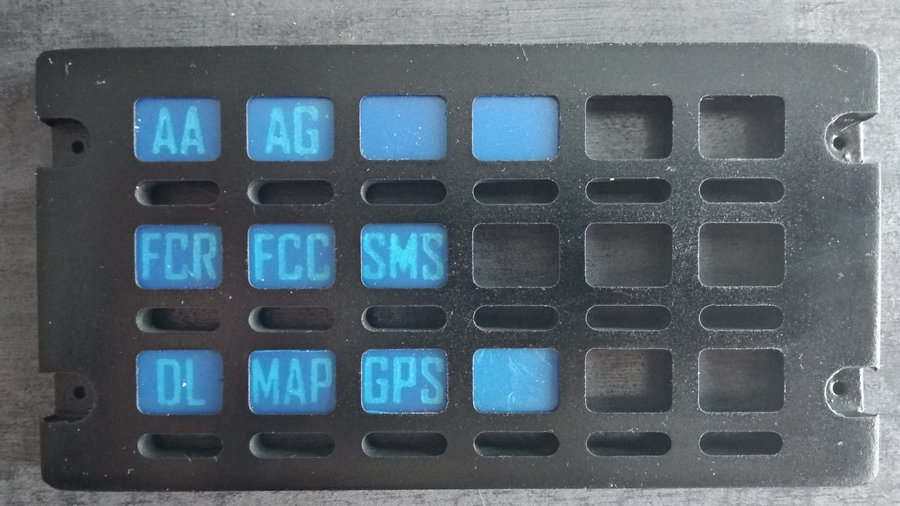 AA AG
FCR FCC SMS
DL MAP GPS